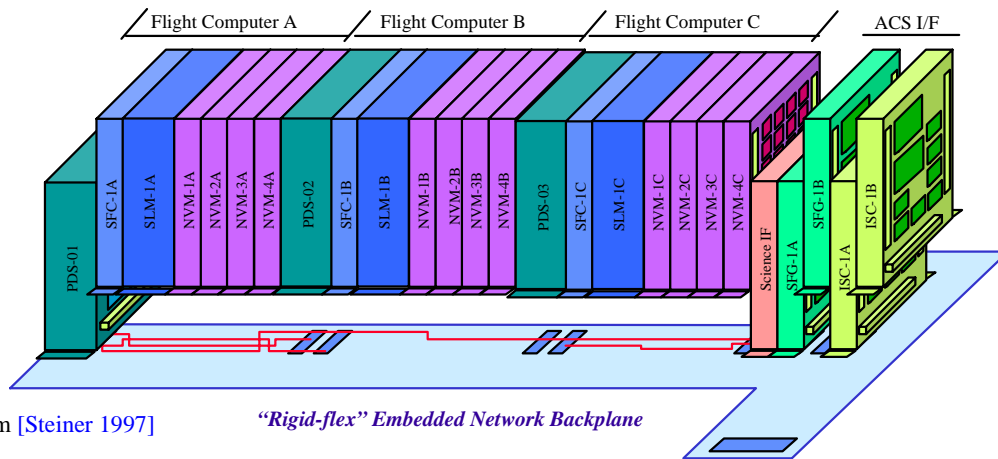 Flight Computer A
Flight Computer B
Flight Computer C
ACS I/F
PDS-01
SFC-1A
SLM-1A
NVM-1A
NVM-2A
NVM-3A
NVM-4A
PDS-02
SFC-1B
SLM-1B
NVM-1B
NVM-2B
NVM-3B
NVM-4B
PDS-03
SFC-1C
SLM-1C
NVM-1C
NVM-2C
NVM-3C
NVM-4C
Science IF
SFG-1A
SFG-1B
ISC-1A
ISC-1B
m [Steiner 1997]
“Rigid-flex” Embedded Network Backplane